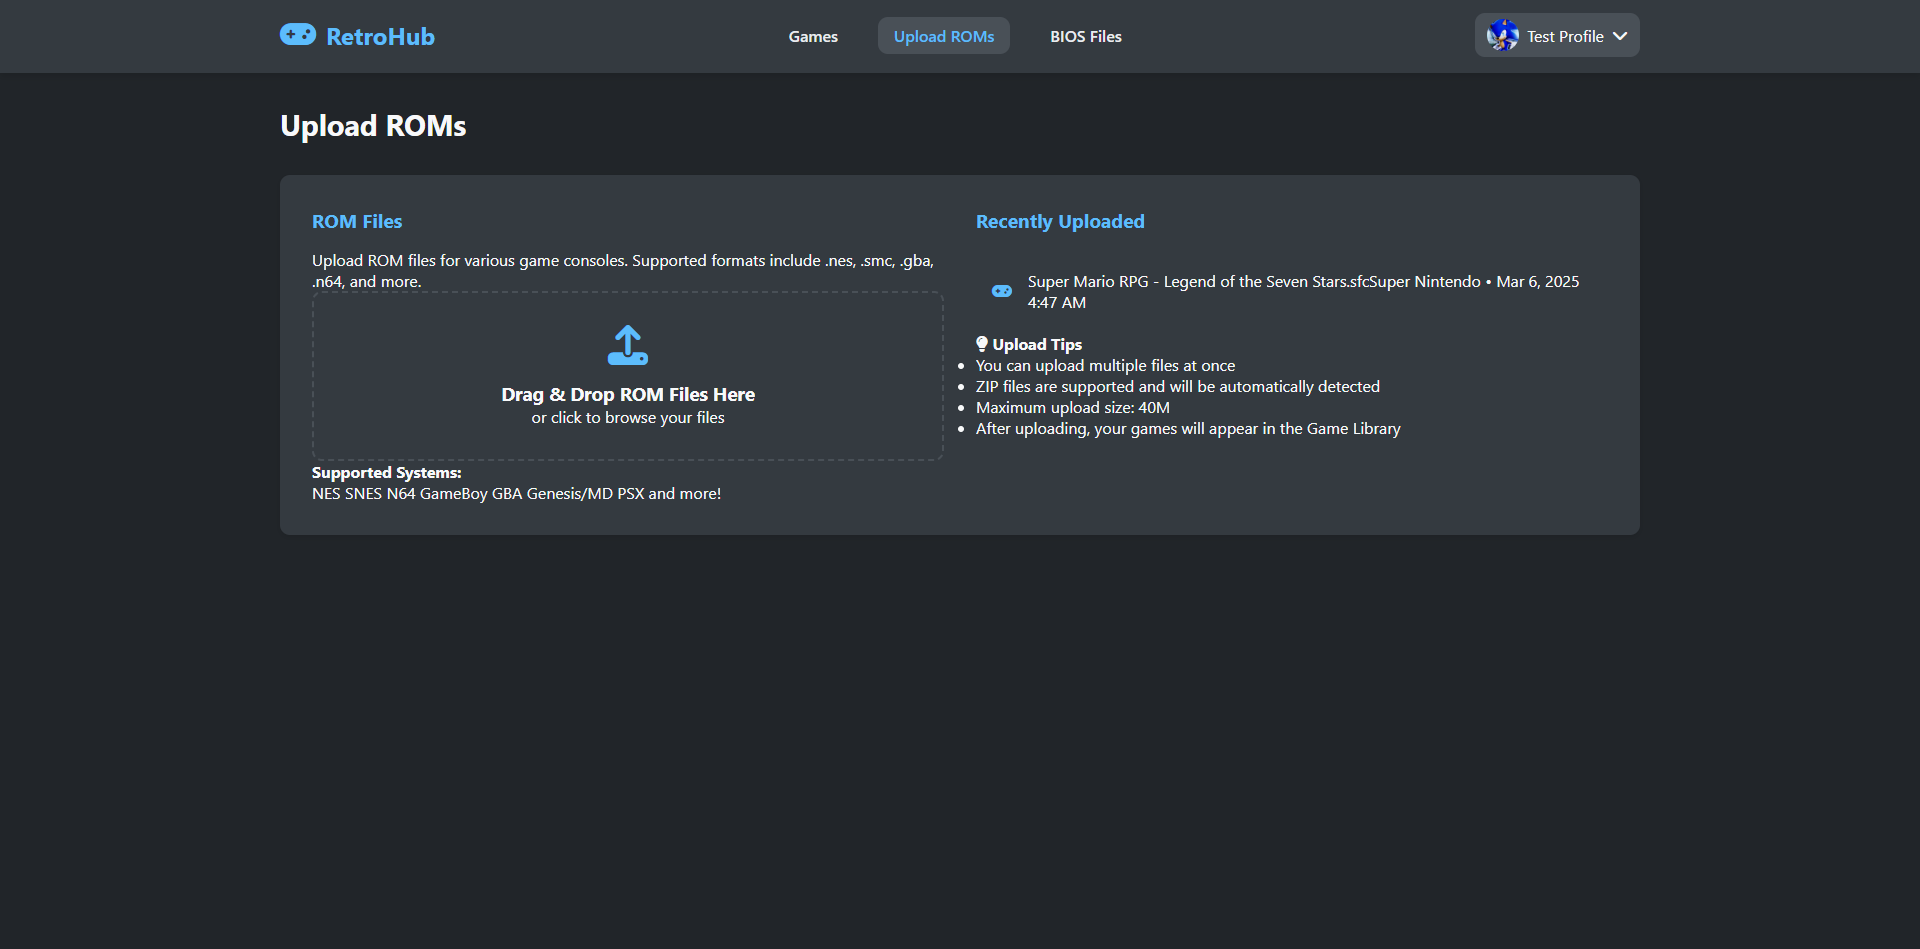 RetroHub
Games
Upload ROMs
BIOS Files
Test Profile
Upload ROMs
ROM Files
Upload ROM files for various game consoles. Supported formats include .nes, .smc, .gba,
.n64, and more.
Drag & Drop ROM Files Here
or click to browse your files
Supported Systems:
NES SNES N64 GameBoy GBA Genesis/MD PSX and more!
Recently Uploaded
Super Mario RPG - Legend of the Seven Stars.sfcSuper Nintendo • Mar 6, 2025
4:47 AM
Upload Tips
• You can upload multiple files at once
• ZIP files are supported and will be automatically detected
• Maximum upload size: 40M
• After uploading, your games will appear in the Game Library